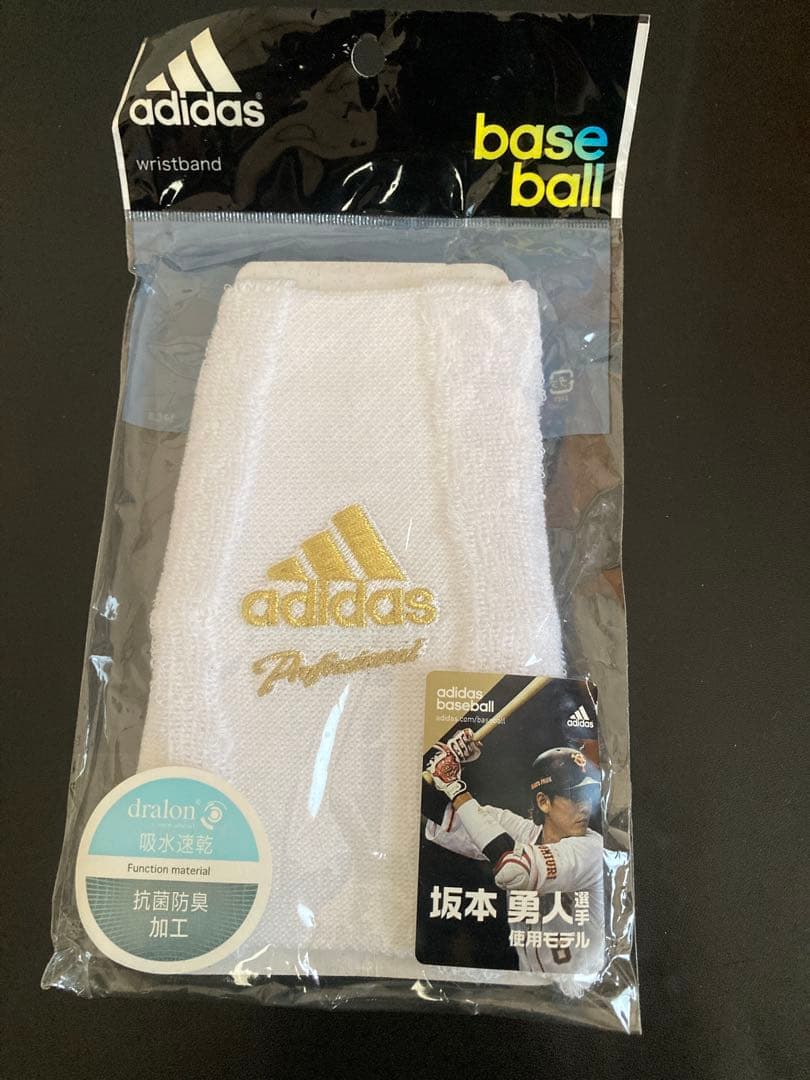 adidas
wristband
base
ball
adidas
Professional
adidas
baseball
adidas.com/baseball
adidas
坂本 勇人選手
使用モデル
dralon
吸水速乾
Function material
抗菌防臭
加工